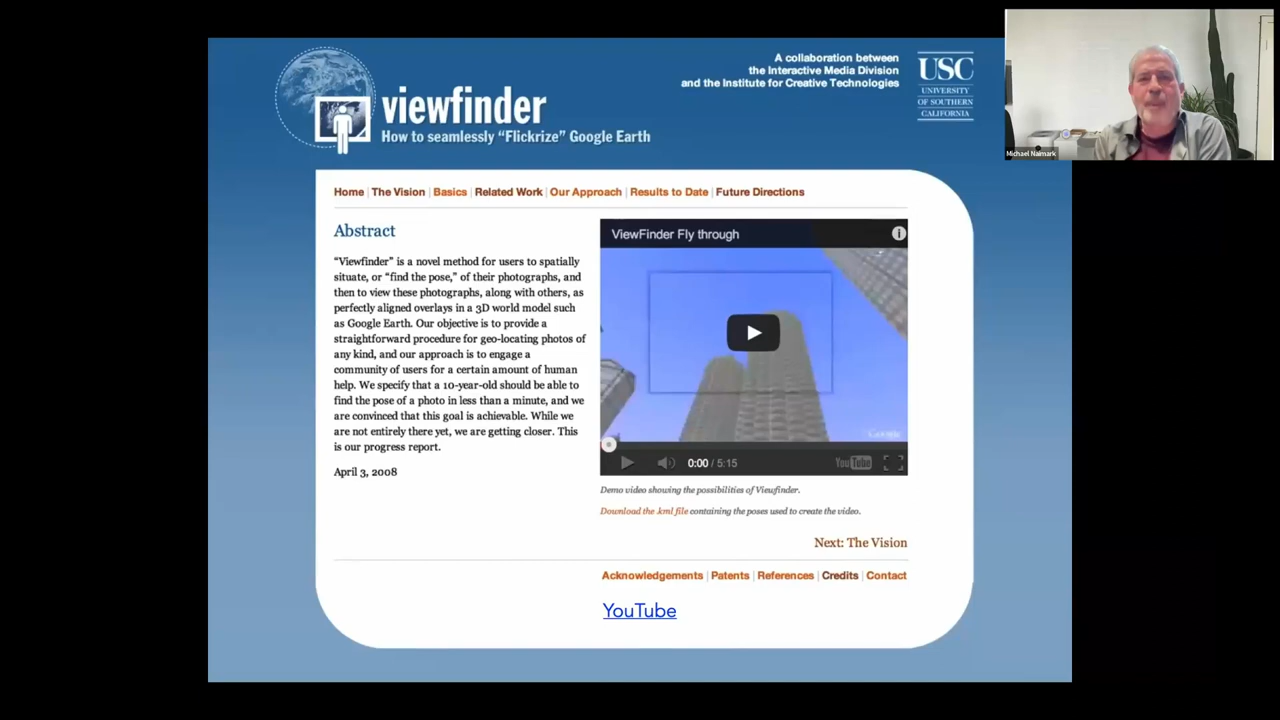 viewfinder
How to seamlessly “Flickrize” Google Earth
A collaboration between
the Interactive Media Division
and the Institute for Creative Technologies
USC
UNIVERSITY
OF SOUTHERN
CALIFORNIA
Michael Naimark
Home | The Vision | Basics | Related Work | Our Approach | Results to Date | Future Directions
Abstract
“Viewfinder” is a novel method for users to spatially
situate, or “find the pose,” of their photographs, and
then to view these photographs, along with others, as
perfectly aligned overlays in a 3D world model such
as Google Earth. Our objective is to provide a
straightforward procedure for geo-locating photos of
any kind, and our approach is to engage a
community of users for a certain amount of human
help. We specify that a 10-year-old should be able to
find the pose of a photo in less than a minute, and we
are convinced that this goal is achievable. While we
are not entirely there yet, we are getting closer. This
is our progress report.
April 3, 2008
ViewFinder Fly through
Google
0:00 / 5:15
YouTube
Demo video showing the possibilities of Viewfinder.
Download the .kml file containing the poses used to create the video.
Next: The Vision
Acknowledgements | Patents | References | Credits | Contact
YouTube